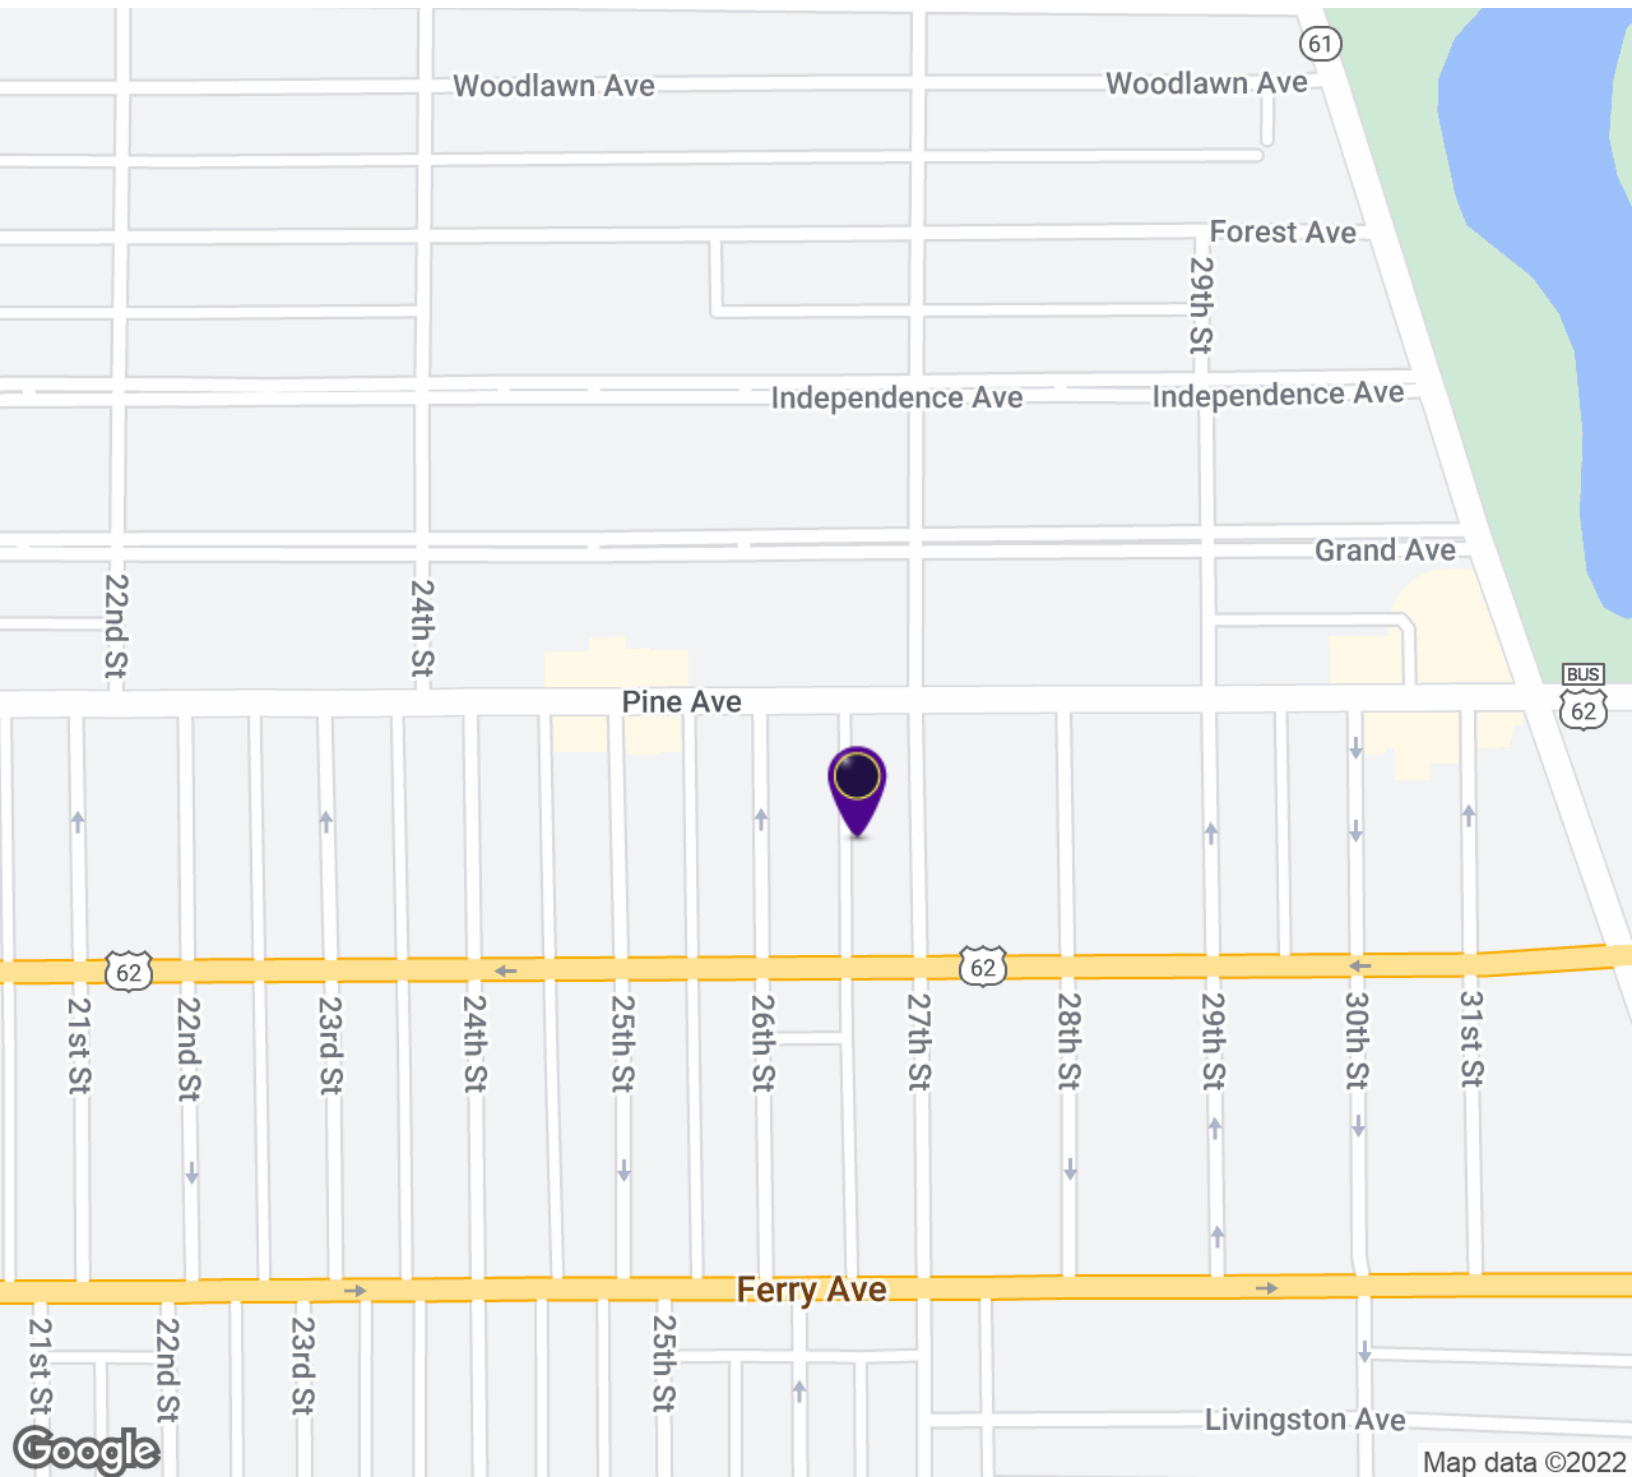 61
Woodlawn Ave
Woodlawn Ave
Forest Ave
29th St
Independence Ave
Independence Ave
Grand Ave
22nd St
24th St
Pine Ave
BUS
62
62
62
21st St
22nd St
23rd St
24th St
25th St
26th St
27th St
28th St
29th St
30th St
31st St
Ferry Ave
21st St
22nd St
23rd St
25th St
Livingston Ave
Google
Map data ©2022